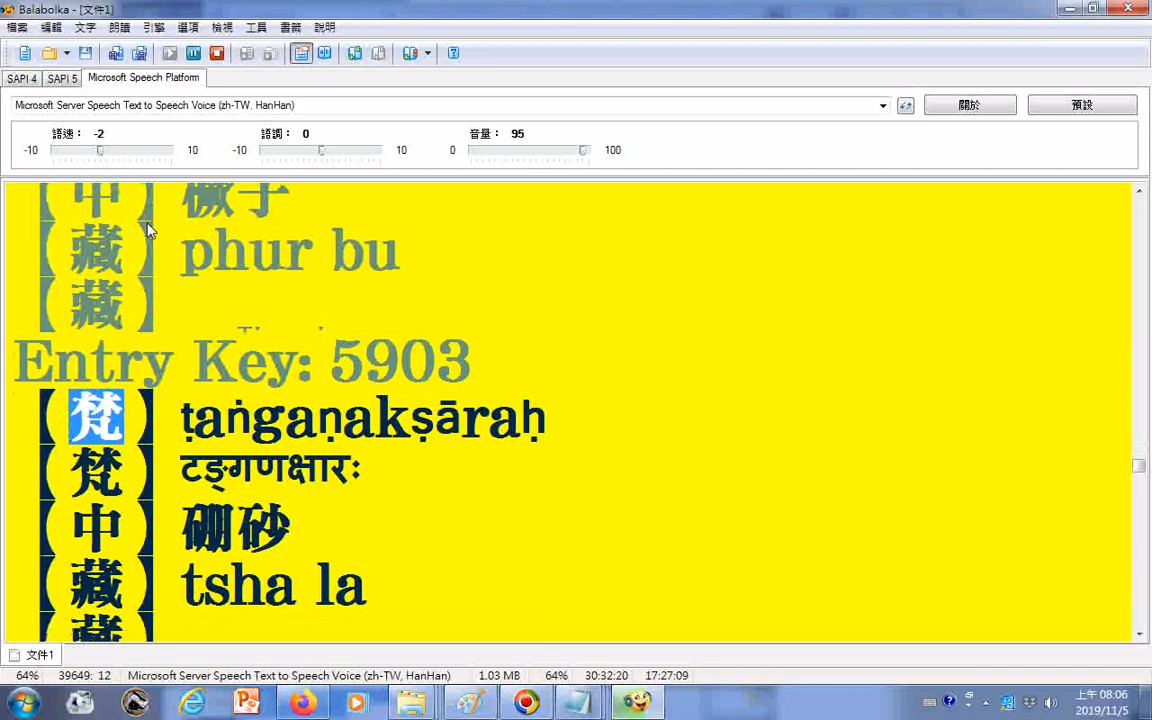 Balabolka - [文件1]
檔案 編輯 文字 朗讀 引擎 選項 檢視 工具 書籤 說明
SAPI 4 SAPI 5 Microsoft Speech Platform
Microsoft Server Speech Text to Speech Voice (zh-TW, HanHan) 關於 預設
語速： -2 語調： 0 音量： 95
-10 10 -10 10 0 100
【中】 橛子
【藏】 phur bu
【藏】
Entry Key: 5903
【梵】 ṭaṅgaṇakṣāraḥ
【梵】 टङ्गणक्षारः
【中】 硼砂
【藏】 tsha la
【藏】
文件1
64% 39649: 12 Microsoft Server Speech Text to Speech Voice (zh-TW, HanHan) 1.03 MB 64% 30:32:20 17:27:09
上午 08:06
2019/11/5